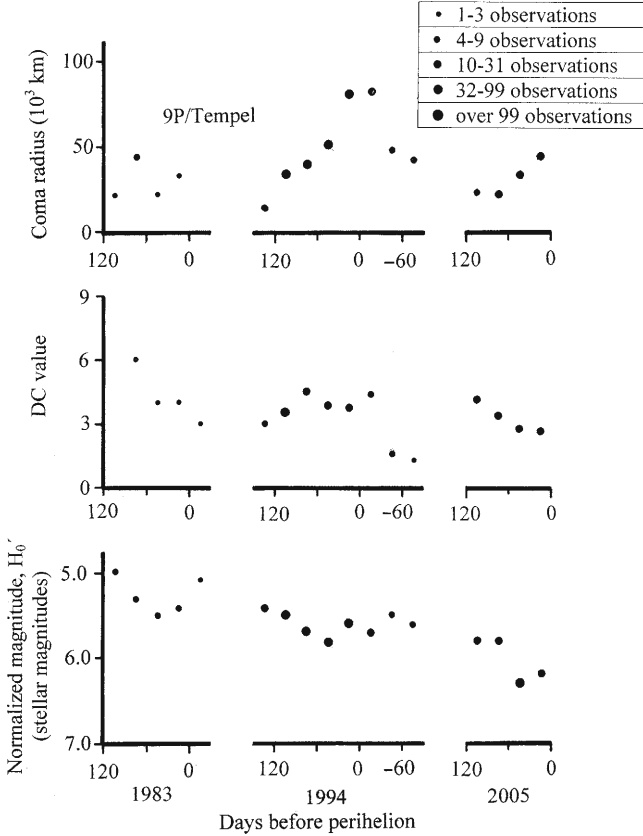 1-3 observations
4-9 observations
10-31 observations
32-99 observations
over 99 observations
Coma radius (10³ km)
100
50
0
9P/Tempel
120 0 120 0 −60 120 0
DC value
9
6
3
0
120 0 120 0 -60 120 0
Normalized magnitude, H₀´
(stellar magnitudes)
5.0
6.0
7.0
120 0 120 0 −60 120 0
1983 1994 2005
Days before perihelion